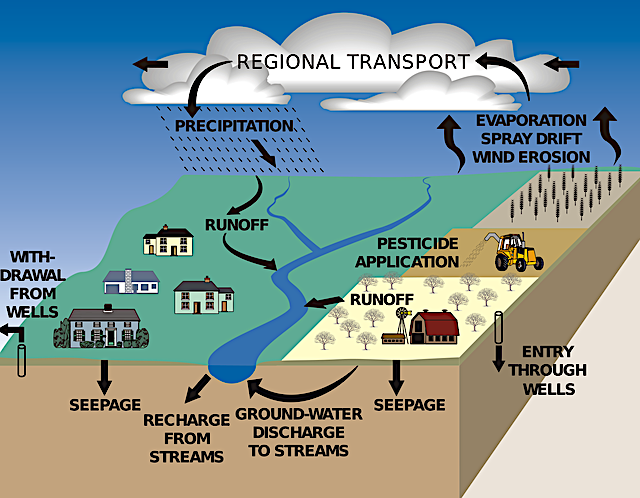 REGIONAL TRANSPORT
PRECIPITATION
EVAPORATION
SPRAY DRIFT
WIND EROSION
RUNOFF
PESTICIDE
APPLICATION
WITH-
DRAWAL
FROM
WELLS
RUNOFF
ENTRY
THROUGH
WELLS
SEEPAGE
RECHARGE
FROM
STREAMS
GROUND-WATER
DISCHARGE
TO STREAMS
SEEPAGE